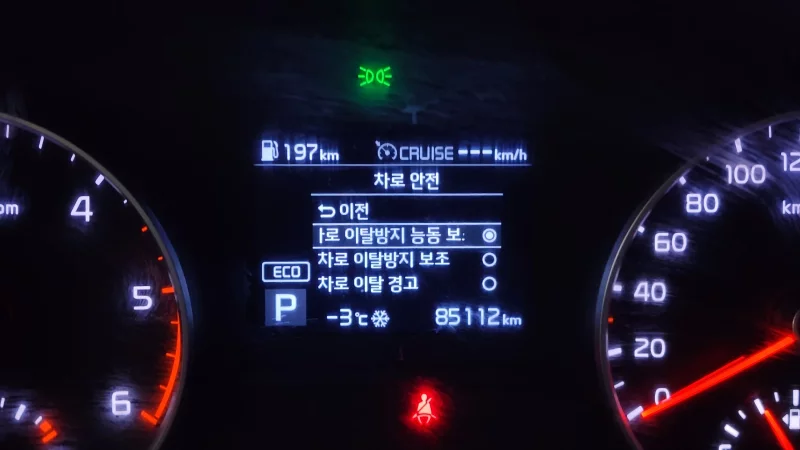 197km CRUISE ---km/h
차로 안전
이전
로 이탈방지 능동 보
차로 이탈방지 보조
차로 이탈 경고
ECO
P
-3℃ 85112km
4
5
6
120
100
80
60
40
20
0